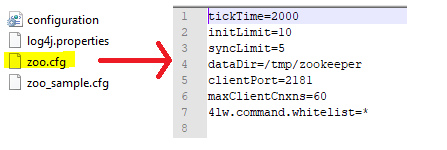 configuration
log4j.properties
zoo.cfg
zoo_sample.cfg
1 tickTime=2000
2 initLimit=10
3 syncLimit=5
4 dataDir=/tmp/zookeeper
5 clientPort=2181
6 maxClientCnxns=60
7 4lw.command.whitelist=*
8